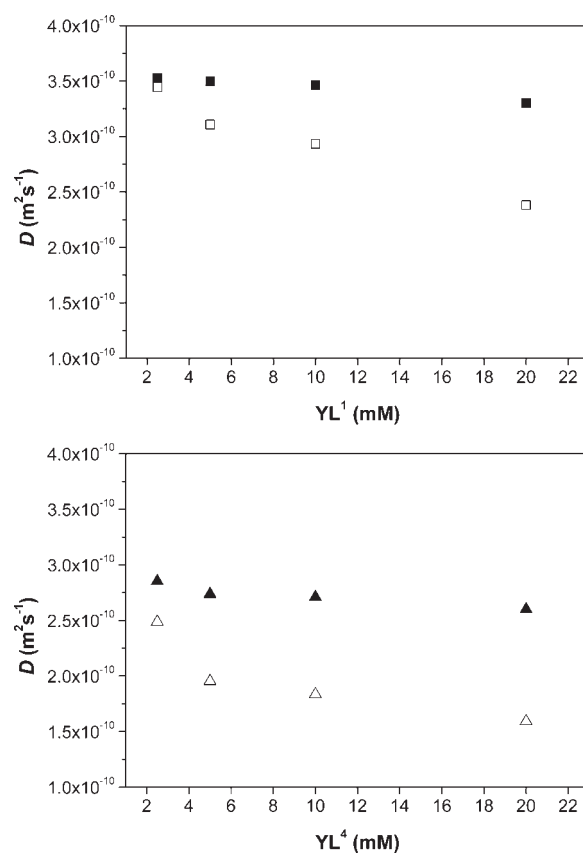 4.0x10⁻¹⁰
3.5x10⁻¹⁰
3.0x10⁻¹⁰
2.5x10⁻¹⁰
2.0x10⁻¹⁰
1.5x10⁻¹⁰
1.0x10⁻¹⁰
D (m²s⁻¹)
2 4 6 8 10 12 14 16 18 20 22
YL¹ (mM)
4.0x10⁻¹⁰
3.5x10⁻¹⁰
3.0x10⁻¹⁰
2.5x10⁻¹⁰
2.0x10⁻¹⁰
1.5x10⁻¹⁰
1.0x10⁻¹⁰
D (m²s⁻¹)
2 4 6 8 10 12 14 16 18 20 22
YL⁴ (mM)